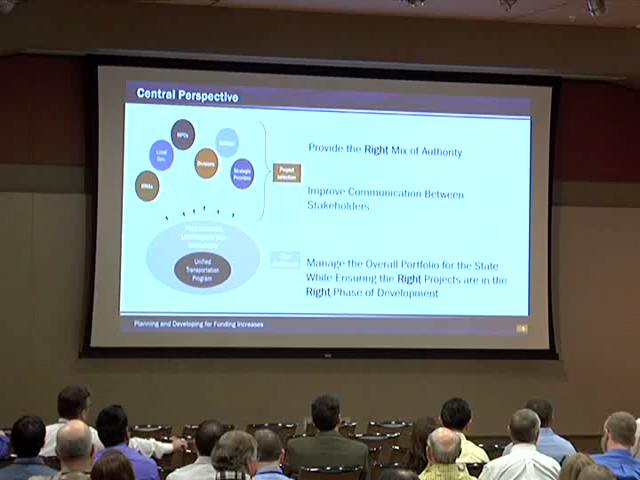 Central Perspective
MPOs
Local
Gov.
Divisions
Strategic
Priorities
RMAs
Project
selection
Provide the Right Mix of Authority
Improve Communication Between
Stakeholders
Unified
Transportation
Program
Manage the Overall Portfolio for the State
While Ensuring the Right Projects are in the
Right Phase of Development
Planning and Developing for Funding Increases